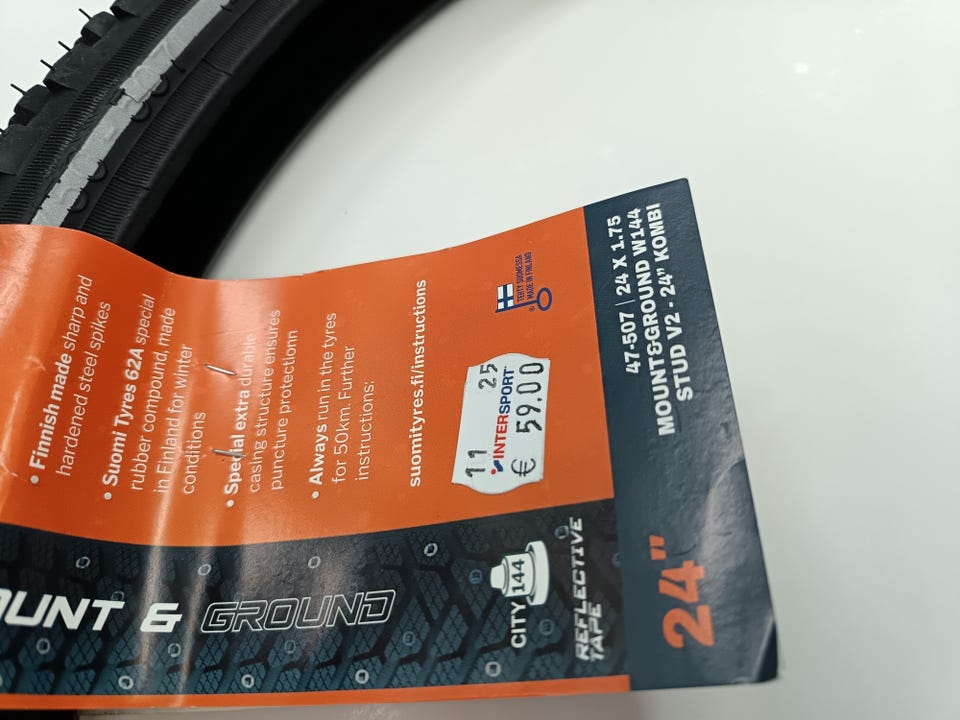 • Finnish made sharp and
hardened steel spikes
• Suomi Tyres 62A special
rubber compound, made
in Finland for winter
conditions
• Special extra durable
casing structure ensures
puncture protectionn
• Always run in the tyres
for 50km. Further
instructions:
suomityres.fi/instructions
TEHTY SUOMESSA
MADE IN FINLAND
11 25
INTERSPORT
€ 59.00
47-507 | 24 X 1.75
MOUNT&GROUND W144
STUD V2 - 24" KOMBI
24"
OUNT & GROUND
CITY 144
REFLECTIVE
TAPE